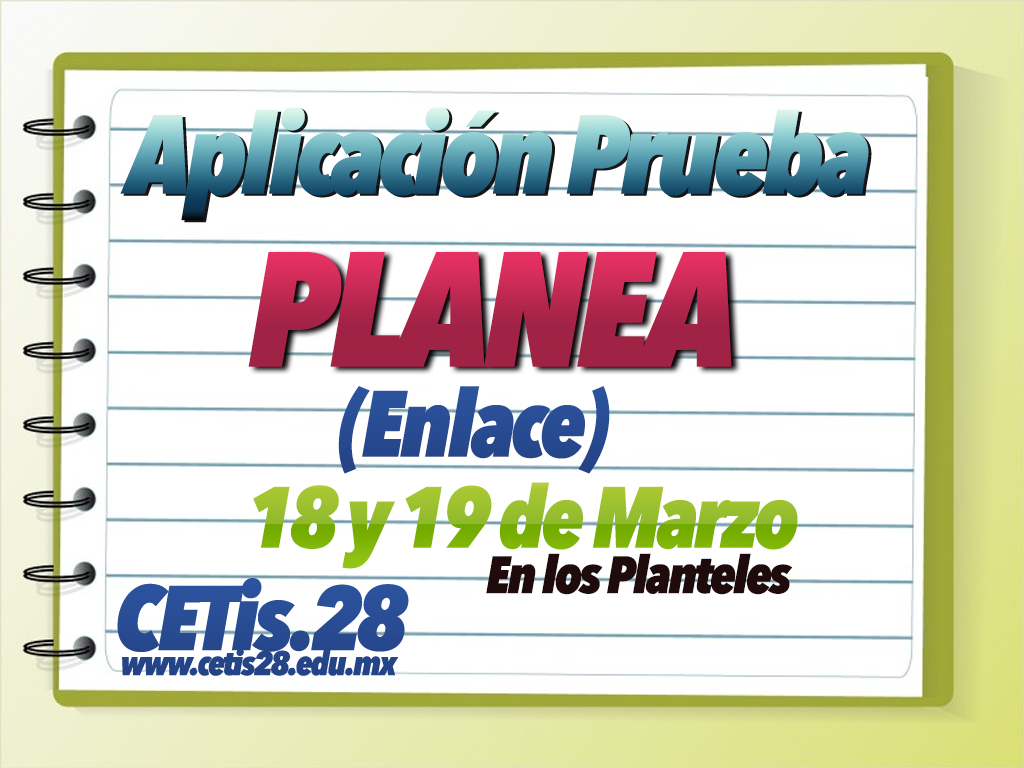 Aplicación Prueba
PLANEA
(Enlace)
18 y 19 de Marzo
En los Planteles
CETis.28
www.cetis28.edu.mx